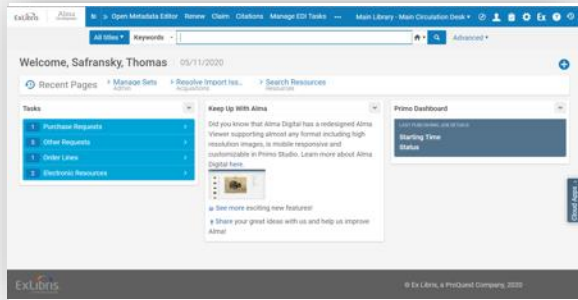 ExLibris Alma » Open Metadata Editor Renew Claim Citations Manage EDI Tasks ... Main Library - Main Circulation Desk
All titles Keywords Advanced
Welcome, Safransky, Thomas 05/11/2020
Recent Pages > Manage Sets > Resolve Import Iss... > Search Resources
Admin Acquisitions Resources
Tasks
1 Purchase Requests
Other Requests
1 Order Lines
2 Electronic Resources
Keep Up With Alma
Did you know that Alma Digital has a redesigned Alma
Viewer supporting almost any format including high
resolution images, is mobile responsive and
customizable in Primo Studio. Learn more about Alma
Digital here.
See more exciting new features!
Share your great ideas with us and help us improve
Alma!
Primo Dashboard
LAST PUBLISHING JOB DETAILS
Starting Time
Status
Cloud Apps
ExLibris
© Ex Libris, a ProQuest Company, 2020